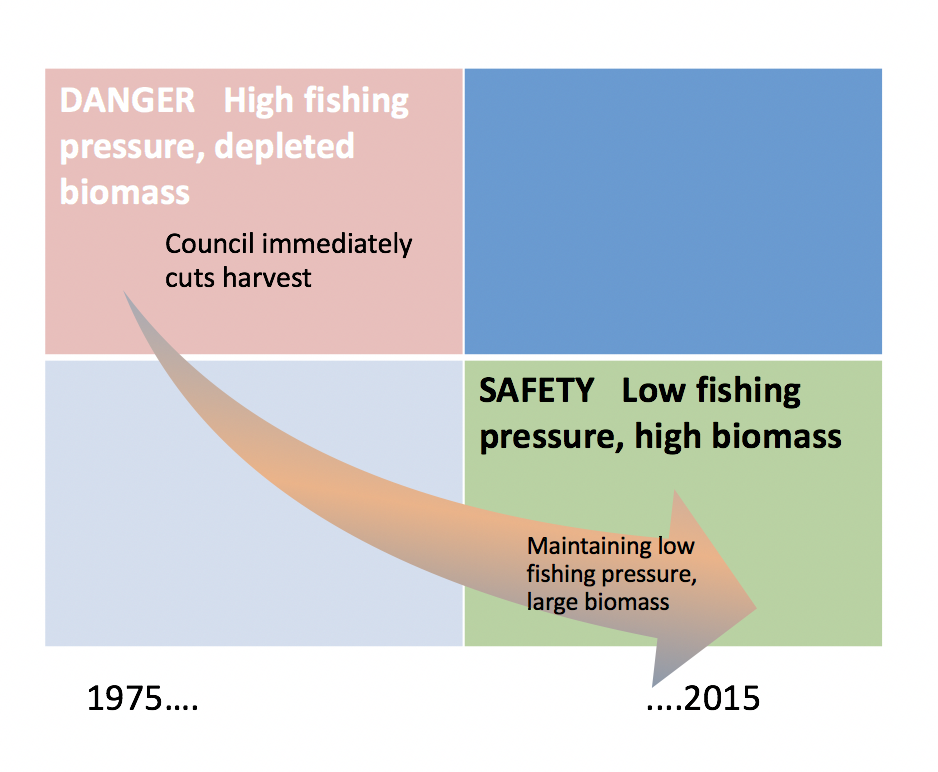 DANGER   High fishing
pressure, depleted
biomass
Council immediately
cuts harvest
SAFETY   Low fishing
pressure, high biomass
Maintaining low
fishing pressure,
large biomass
1975....
....2015